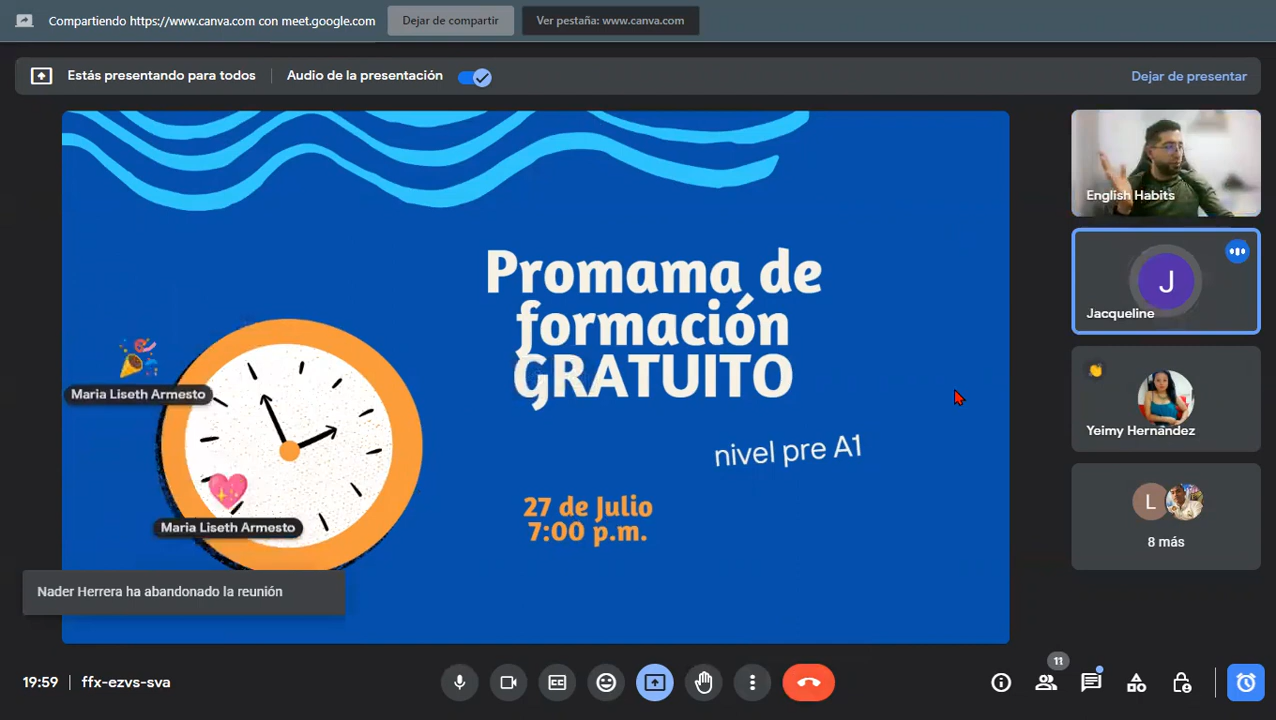 Compartiendo https://www.canva.com con meet.google.com
Dejar de compartir
Ver pestaña: www.canva.com
Estás presentando para todos
Audio de la presentación
Dejar de presentar
Promama de
formación
GRATUITO
nivel pre A1
27 de Julio
7:00 p.m.
Maria Liseth Armesto
Maria Liseth Armesto
Nader Herrera ha abandonado la reunión
English Habits
J
Jacqueline
Yeimy Hernández
L
8 más
19:59
ffx-ezvs-sva
CC
11